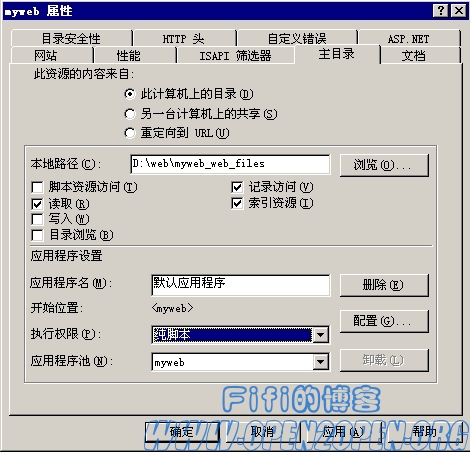 myweb 属性
目录安全性 HTTP 头 自定义错误 ASP.NET
网站 性能 ISAPI 筛选器 主目录 文档
此资源的内容来自:
此计算机上的目录(D)
另一台计算机上的共享(S)
重定向到 URL(U)
本地路径(C): D:\web\myweb_web_files 浏览(O)...
脚本资源访问(T) 记录访问(V)
读取(R) 索引资源(I)
写入(W)
目录浏览(B)
应用程序设置
应用程序名(M): 默认应用程序 删除(E)
开始位置: <myweb>
配置(G)...
执行权限(P): 纯脚本
应用程序池(N): myweb 卸载(L)
Fifi的博客
确定 取消 应用(A) 帮助
WWW.OPEN2OPEN.ORG